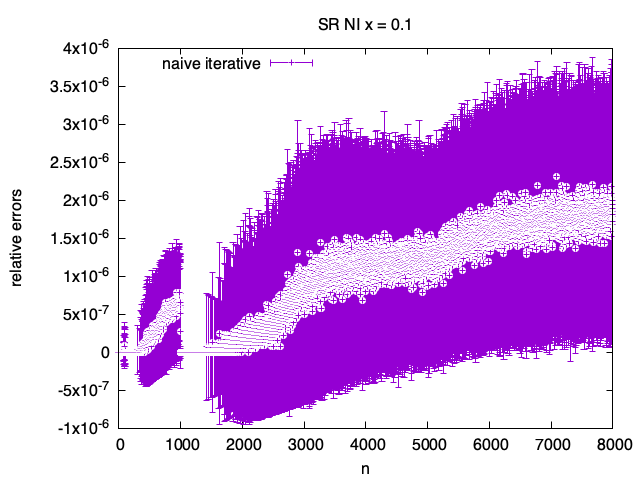 SR NI x = 0.1
naive iterative
relative errors
4x10⁻⁶
3.5x10⁻⁶
3x10⁻⁶
2.5x10⁻⁶
2x10⁻⁶
1.5x10⁻⁶
1x10⁻⁶
5x10⁻⁷
0
-5x10⁻⁷
-1x10⁻⁶
0 1000 2000 3000 4000 5000 6000 7000 8000
n